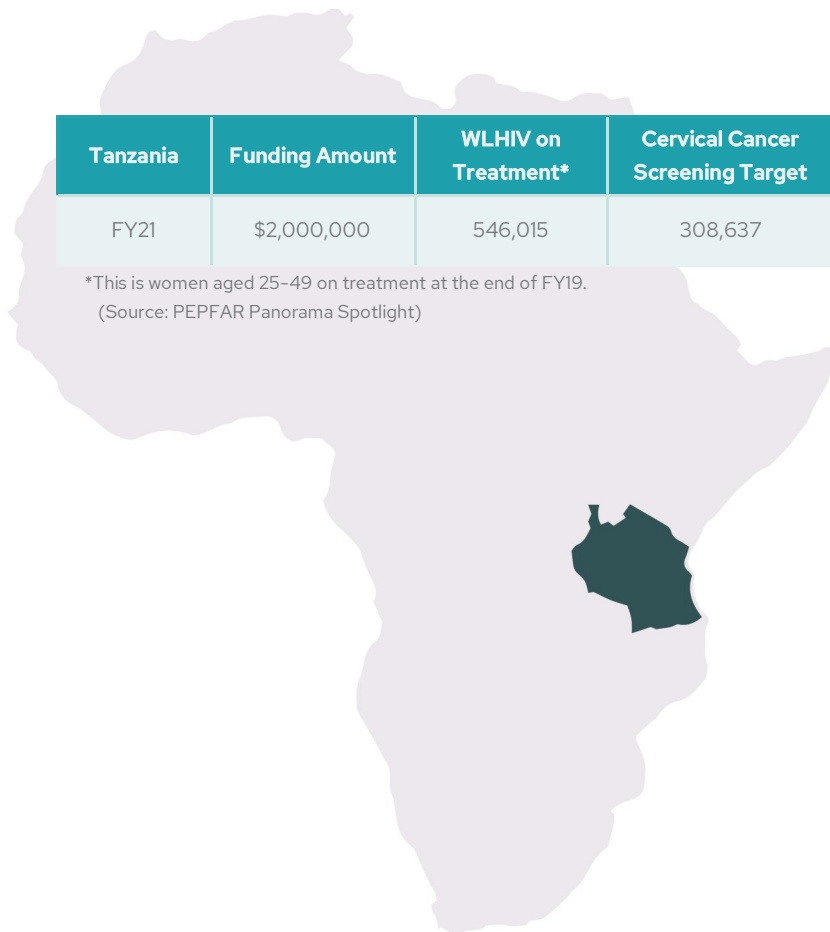 Tanzania
Funding Amount
WLHIV on
Treatment*
Cervical Cancer
Screening Target
FY21
$2,000,000
546,015
308,637
*This is women aged 25-49 on treatment at the end of FY19.
(Source: PEPFAR Panorama Spotlight)